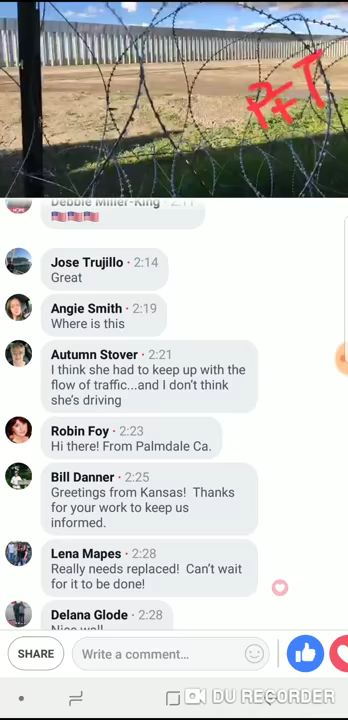 P+T
Debbie Miller-King · 2:11
Jose Trujillo · 2:14
Great
Angie Smith · 2:19
Where is this
Autumn Stover · 2:21
I think she had to keep up with the
flow of traffic...and I don't think
she's driving
Robin Foy · 2:23
Hi there! From Palmdale Ca.
Bill Danner · 2:25
Greetings from Kansas!  Thanks
for your work to keep us
informed.
Lena Mapes · 2:28
Really needs replaced!  Can't wait
for it to be done!
Delana Glode · 2:28
Nice wall
SHARE
Write a comment...
DU RECORDER